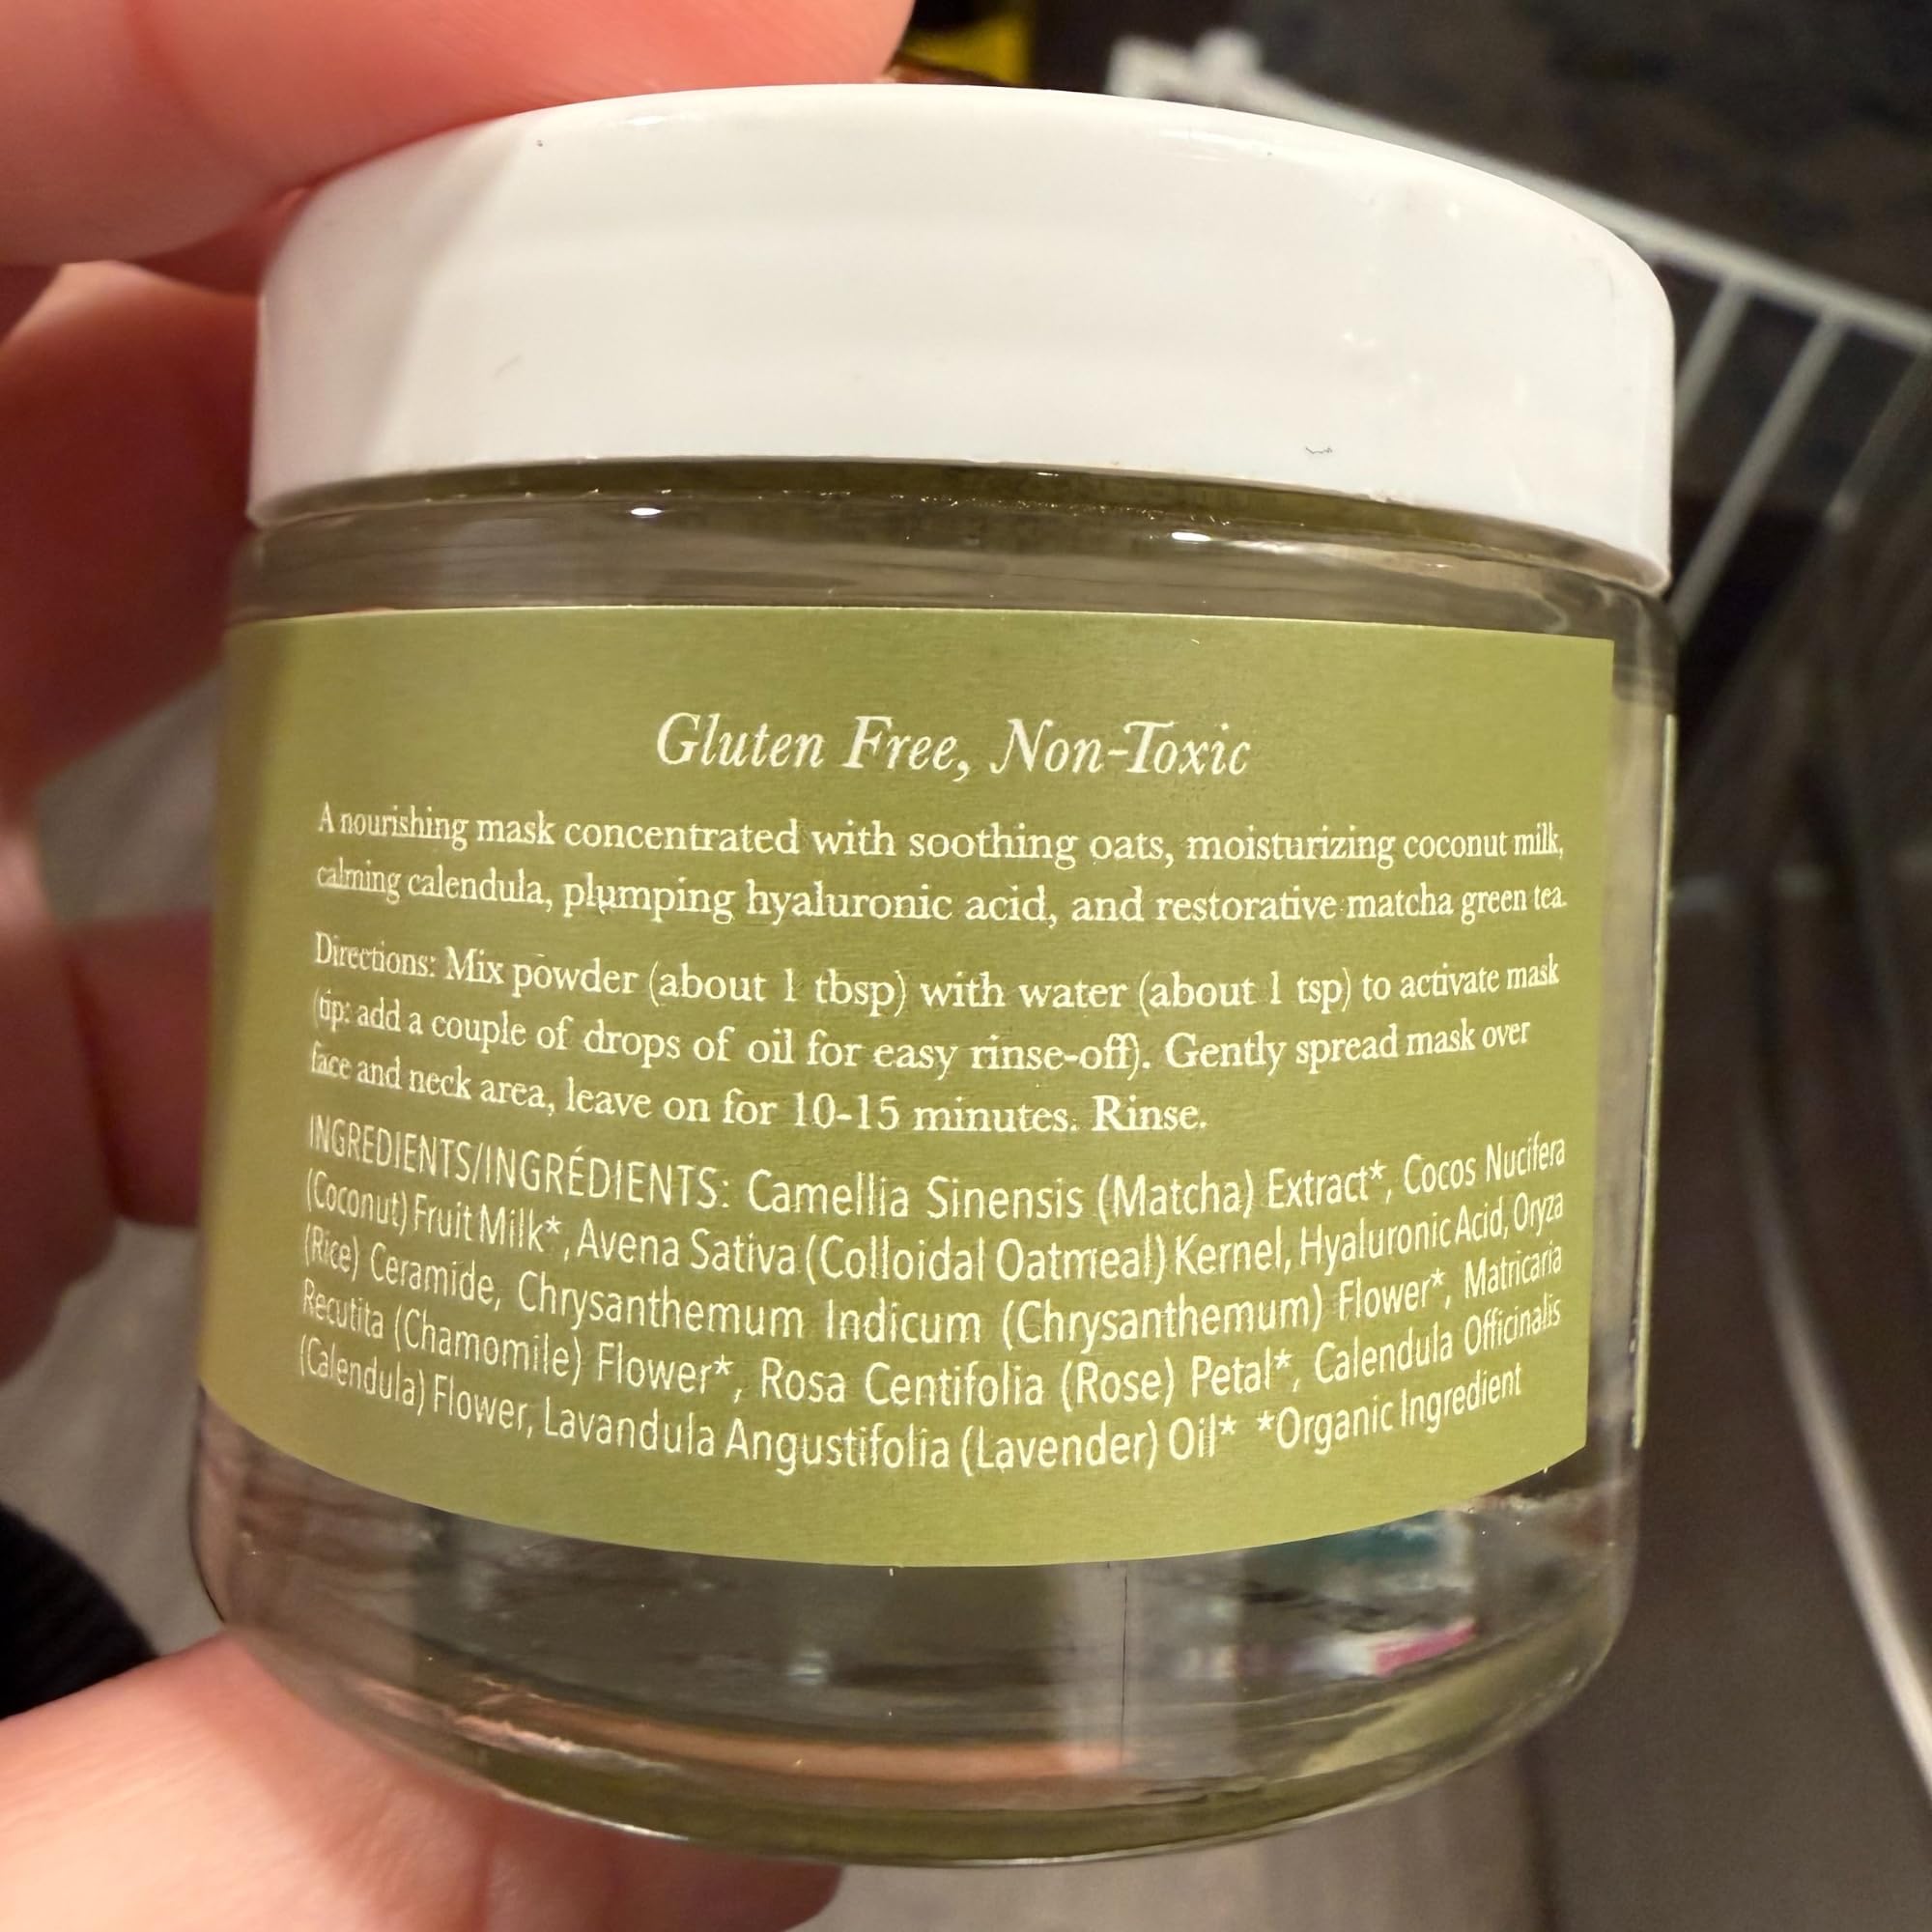 Gluten Free, Non-Toxic
A nourishing mask concentrated with soothing oats, moisturizing coconut milk,
calming calendula, plumping hyaluronic acid, and restorative matcha green tea.
Directions: Mix powder (about 1 tbsp) with water (about 1 tsp) to activate mask
(tip: add a couple of drops of oil for easy rinse-off). Gently spread mask over
face and neck area, leave on for 10-15 minutes. Rinse.
INGREDIENTS/INGRÉDIENTS: Camellia Sinensis (Matcha) Extract*, Cocos Nucifera
(Coconut) Fruit Milk*, Avena Sativa (Colloidal Oatmeal) Kernel, Hyaluronic Acid, Oryza
(Rice) Ceramide, Chrysanthemum Indicum (Chrysanthemum) Flower*, Matricaria
Recutita (Chamomile) Flower*, Rosa Centifolia (Rose) Petal*, Calendula Officinalis
(Calendula) Flower, Lavandula Angustifolia (Lavender) Oil* *Organic Ingredient